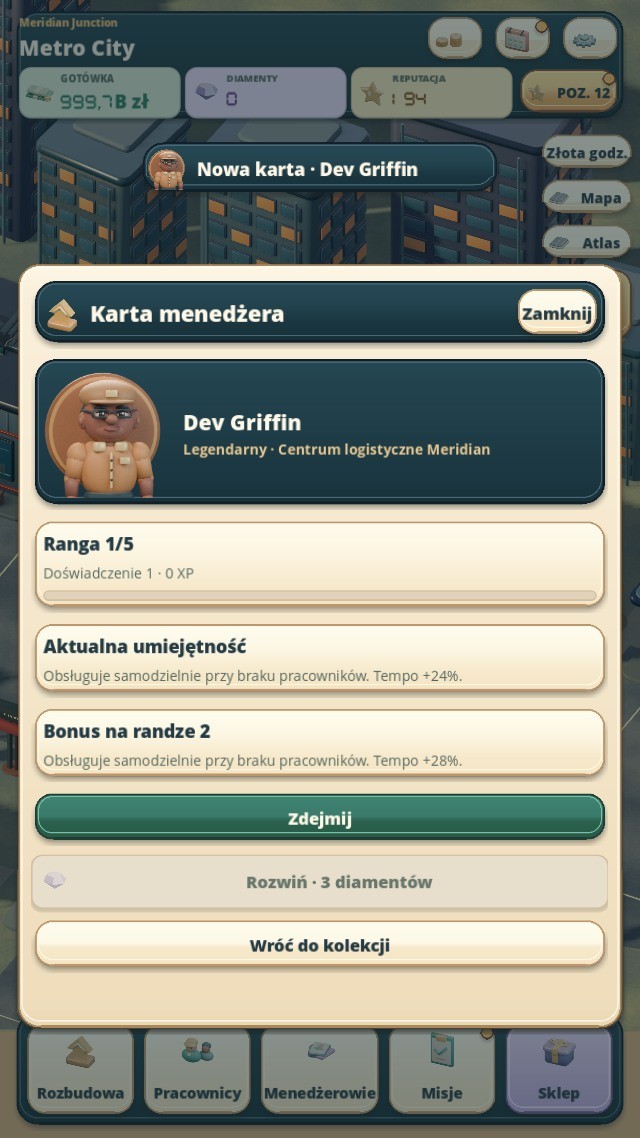 Meridian Junction
Metro City
GOTÓWKA
999,7B zł
DIAMENTY
0
REPUTACJA
194
POZ. 12
Złota godz.
Nowa karta · Dev Griffin
Mapa
Atlas
Karta menedżera
Zamknij
Dev Griffin
Legendarny · Centrum logistyczne Meridian
Ranga 1/5
Doświadczenie 1 · 0 XP
Aktualna umiejętność
Obsługuje samodzielnie przy braku pracowników. Tempo +24%.
Bonus na randze 2
Obsługuje samodzielnie przy braku pracowników. Tempo +28%.
Zdejmij
Rozwiń · 3 diamentów
Wróć do kolekcji
Rozbudowa
Pracownicy
Menedżerowie
Misje
Sklep